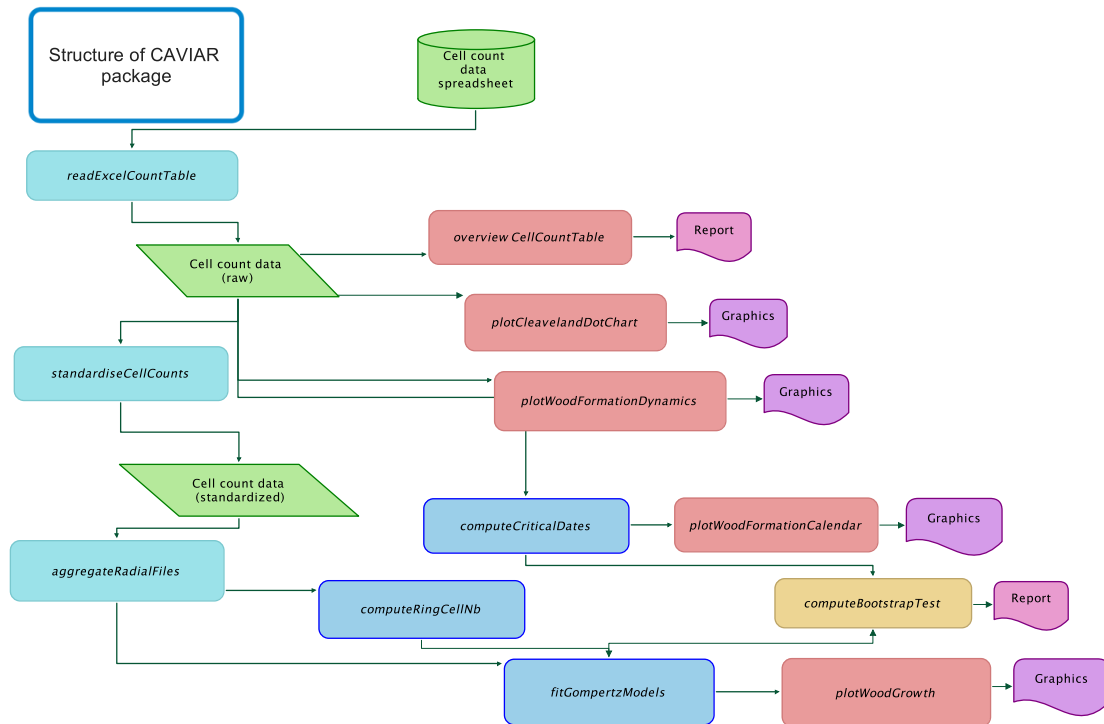 Structure of CAVIAR
package
Cell count
data
spreadsheet
readExcelCountTable
overview CellCountTable
Report
Cell count data
(raw)
plotCleavelandDotChart
Graphics
standardiseCellCounts
plotWoodFormationDynamics
Graphics
Cell count data
(standardized)
computeCriticalDates
plotWoodFormationCalendar
Graphics
aggregateRadialFiles
computeRingCellNb
computeBootstrapTest
Report
fitGompertzModels
plotWoodGrowth
Graphics